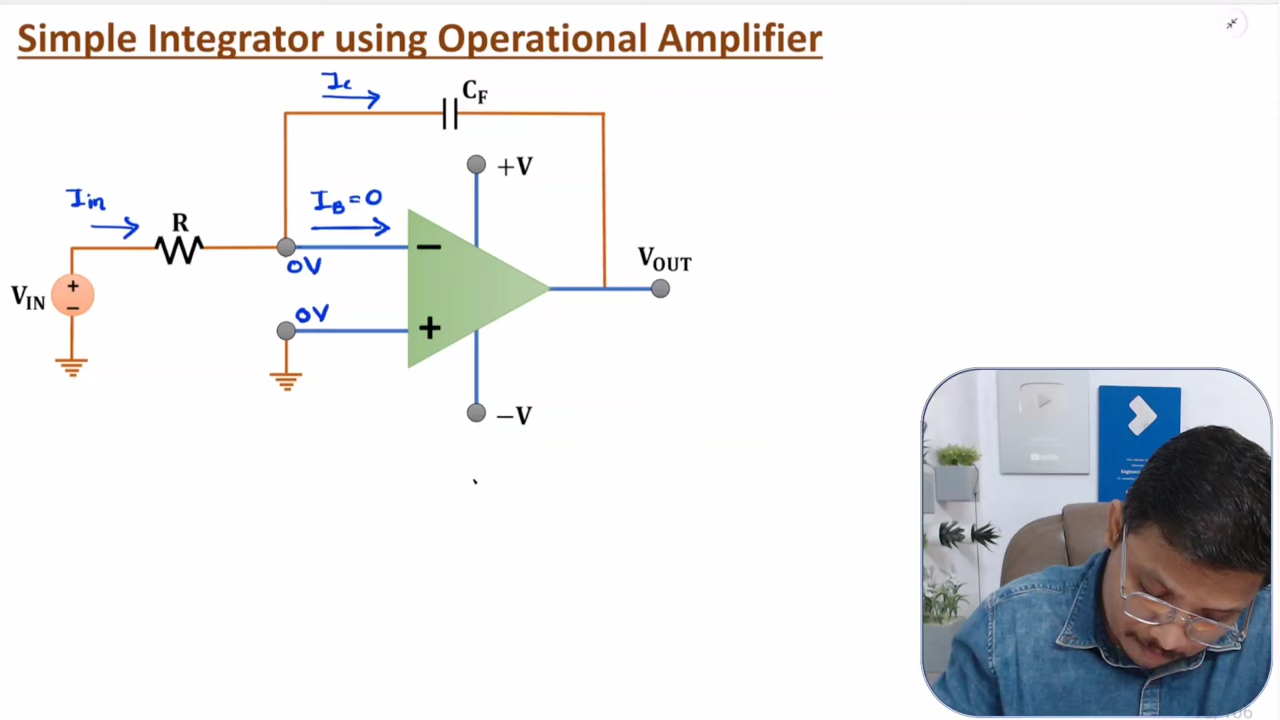 Simple Integrator using Operational Amplifier
Ic
CF
+V
Iin
IB=0
R
−
VOUT
0V
+
−
VIN
0V
+
−V